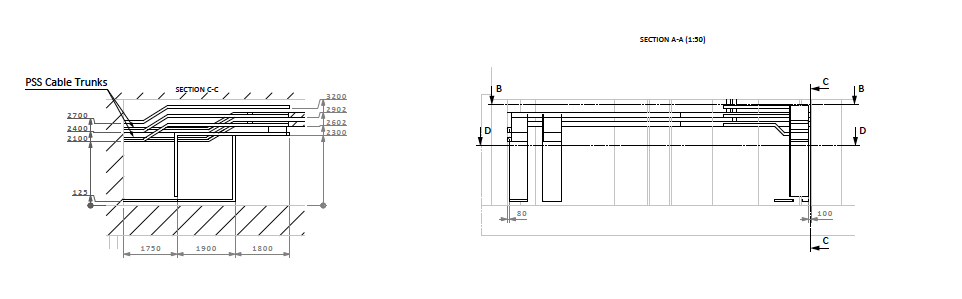 SECTION A-A (1:50)
PSS Cable Trunks
SECTION C-C
C
B
B
3200
2902
2700
2602
2400
2300
2100
D
D
125
80
100
1750
1900
1800
C